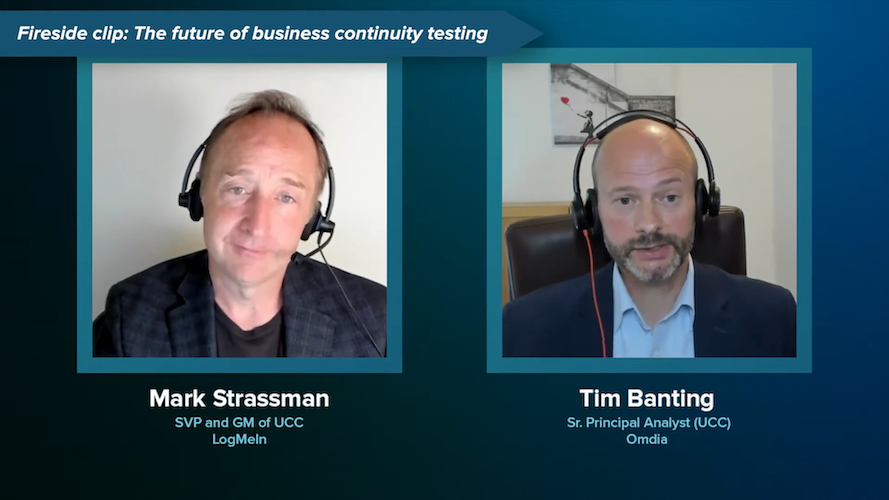 Fireside clip: The future of business continuity testing
Mark Strassman
SVP and GM of UCC
LogMeIn
Tim Banting
Sr. Principal Analyst (UCC)
Omdia